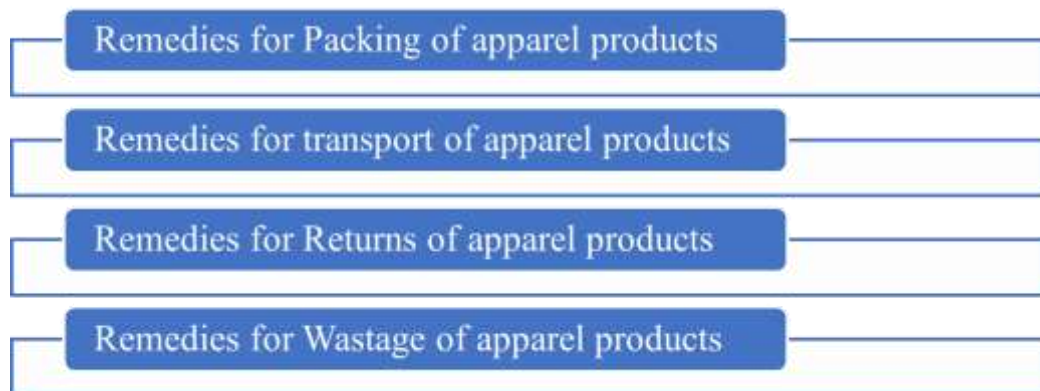 Remedies for Packing of apparel products
Remedies for transport of apparel products
Remedies for Returns of apparel products
Remedies for Wastage of apparel products